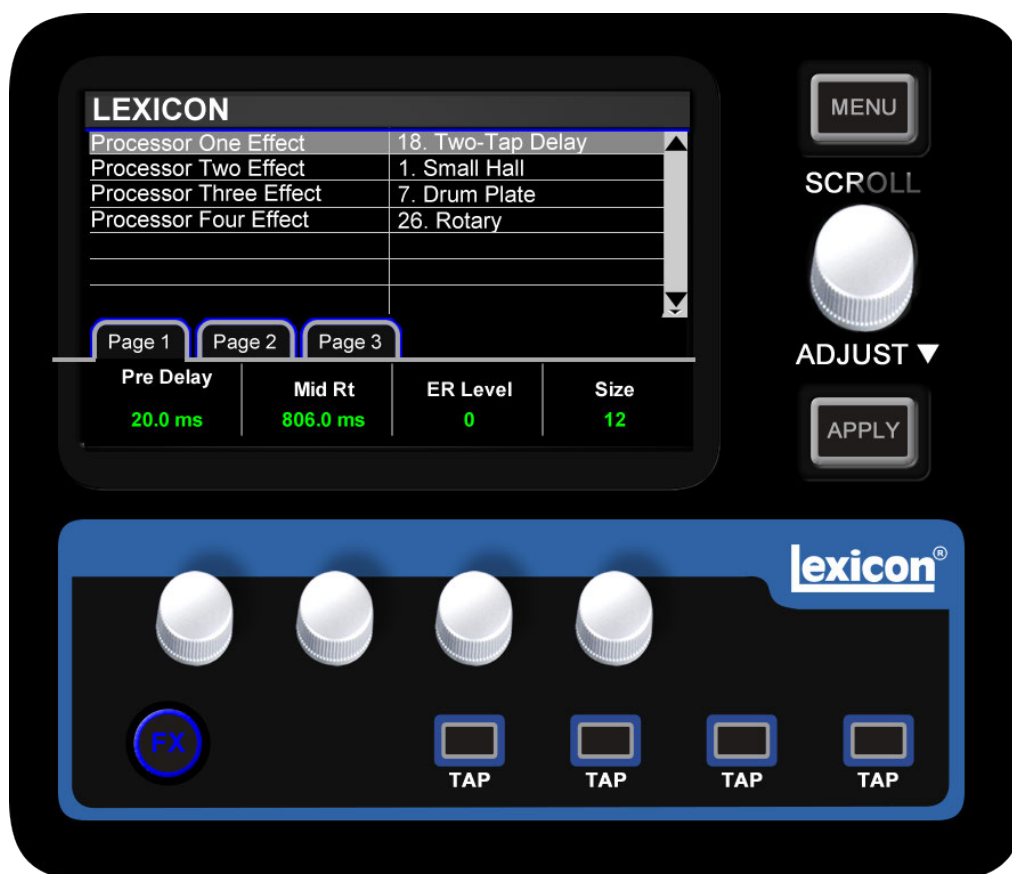 LEXICON
Processor One Effect 18. Two-Tap Delay
Processor Two Effect 1. Small Hall
Processor Three Effect 7. Drum Plate
Processor Four Effect 26. Rotary
Page 1 Page 2 Page 3
Pre Delay Mid Rt ER Level Size
20.0 ms 806.0 ms 0 12
MENU
SCROLL
ADJUST ▼
APPLY
lexicon®
FX
TAP TAP TAP TAP